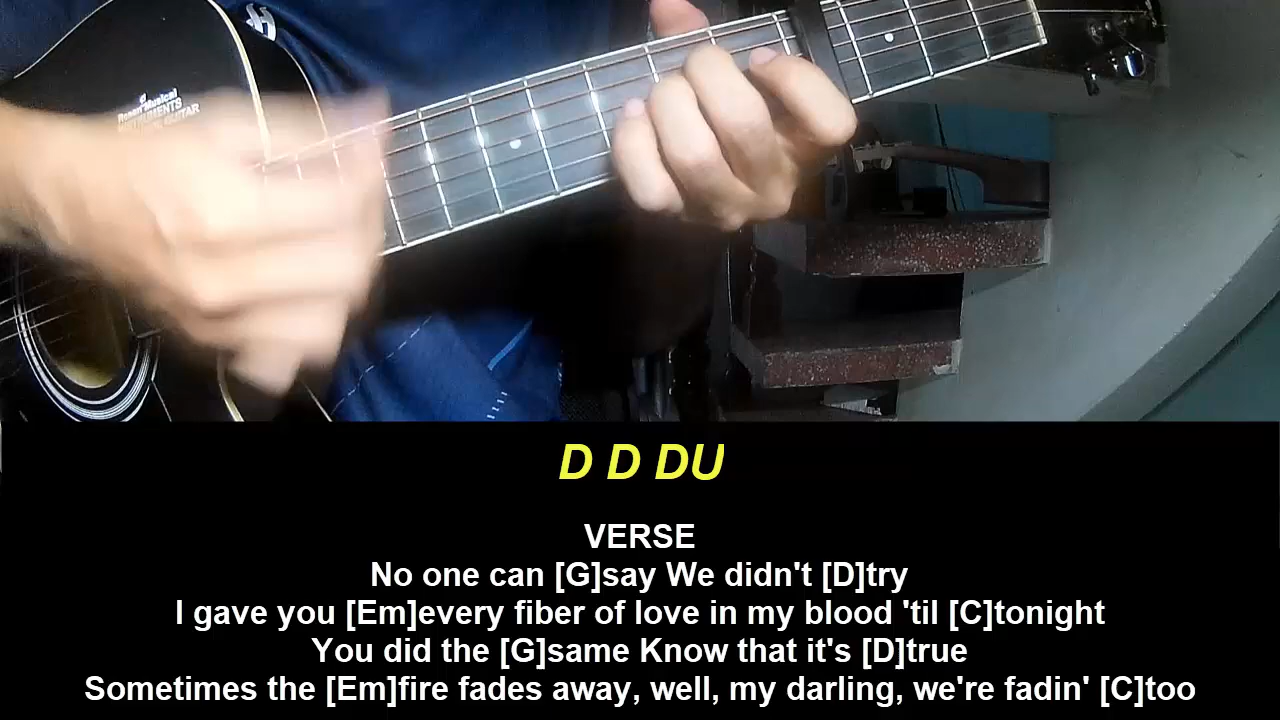 INSTRUMENTS
D D DU
VERSE
No one can [G]say We didn't [D]try
I gave you [Em]every fiber of love in my blood 'til [C]tonight
You did the [G]same Know that it's [D]true
Sometimes the [Em]fire fades away, well, my darling, we're fadin' [C]too